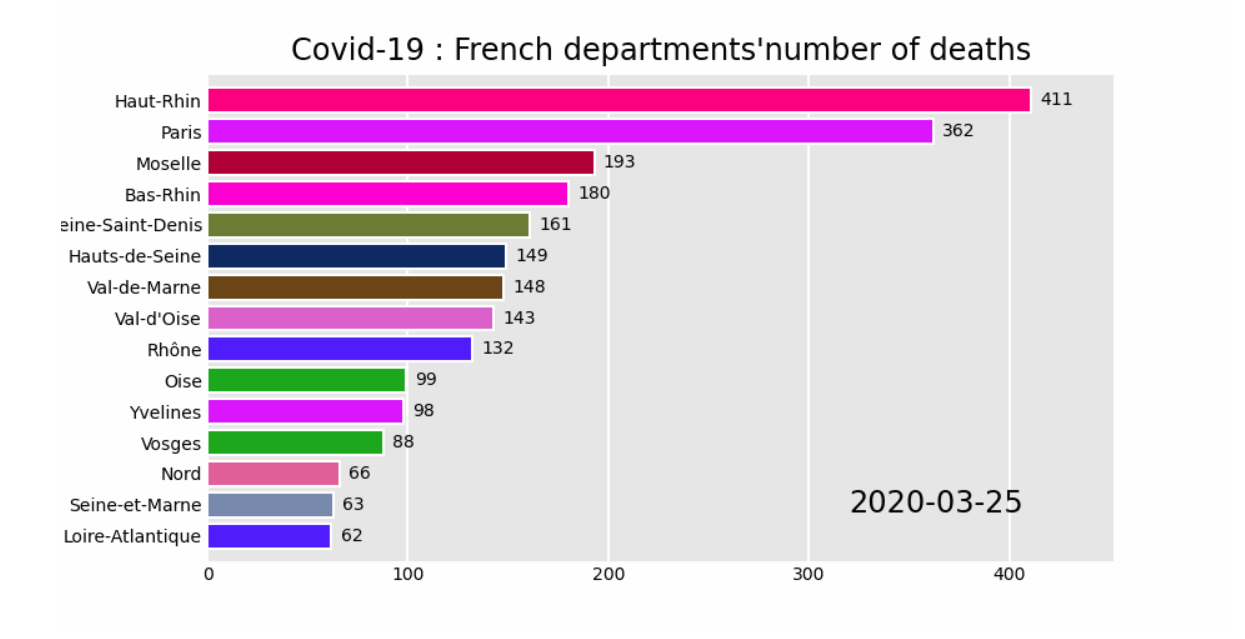 Covid-19 : French departments'number of deaths
Haut-Rhin 411
Paris 362
Moselle 193
Bas-Rhin 180
eine-Saint-Denis 161
Hauts-de-Seine 149
Val-de-Marne 148
Val-d'Oise 143
Rhône 132
Oise 99
Yvelines 98
Vosges 88
Nord 66
Seine-et-Marne 63
2020-03-25
Loire-Atlantique 62
0 100 200 300 400